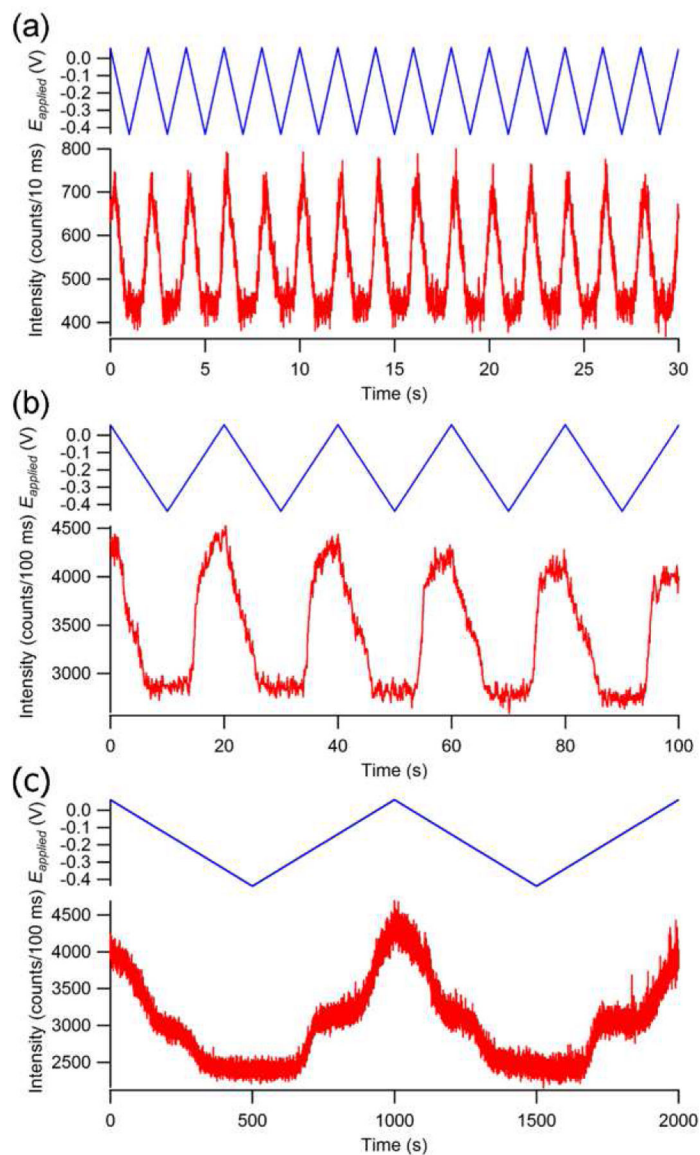 (a)
E_applied (V)
0.0
-0.1
-0.2
-0.3
-0.4
Intensity (counts/10 ms)
800
700
600
500
400
0 5 10 15 20 25 30
Time (s)
(b)
E_applied (V)
0.0
-0.1
-0.2
-0.3
-0.4
Intensity (counts/100 ms)
4500
4000
3500
3000
0 20 40 60 80 100
Time (s)
(c)
E_applied (V)
0.0
-0.1
-0.2
-0.3
-0.4
Intensity (counts/100 ms)
4500
4000
3500
3000
2500
0 500 1000 1500 2000
Time (s)